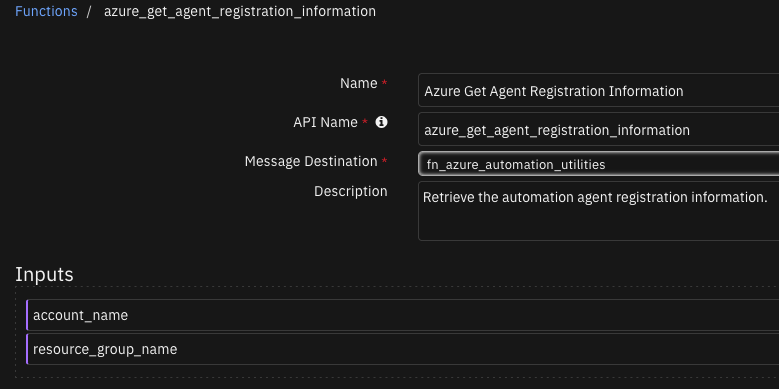 Functions / azure_get_agent_registration_information
Name *
Azure Get Agent Registration Information
API Name *
azure_get_agent_registration_information
Message Destination *
fn_azure_automation_utilities
Description
Retrieve the automation agent registration information.
Inputs
account_name
resource_group_name